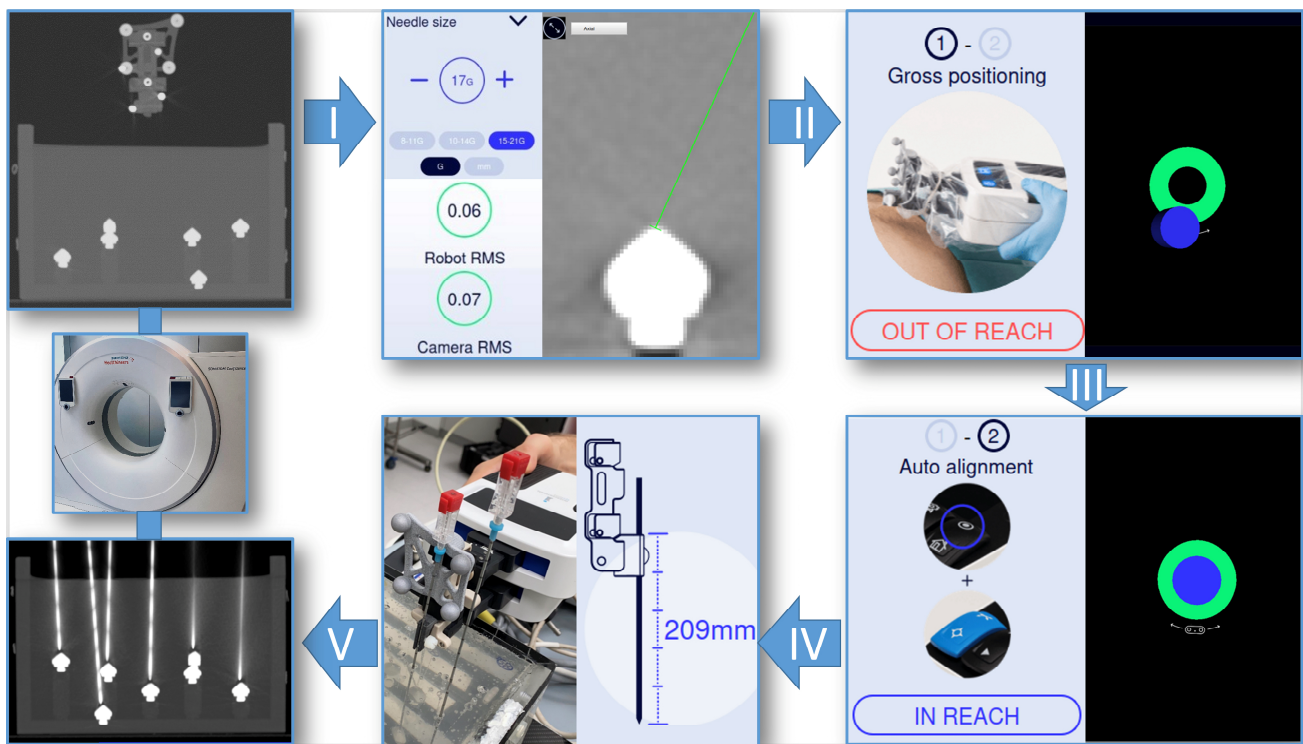 I
Needle size
− 17G +
8-11G 10-14G 15-21G
G mm
0.06
Robot RMS
0.07
Camera RMS
Axial
II
1 - 2
Gross positioning
OUT OF REACH
III
1 - 2
Auto alignment
+
IN REACH
IV
209mm
V